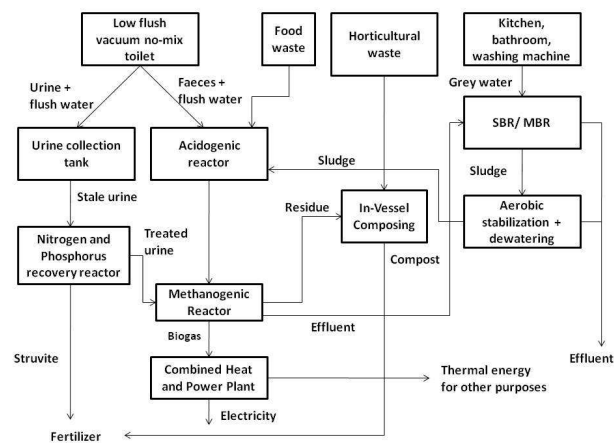 Low flush
vacuum no-mix
toilet
Food
waste
Horticultural
waste
Kitchen,
bathroom,
washing machine
Urine +
flush water
Faeces +
flush water
Grey water
Urine collection
tank
Acidogenic
reactor
SBR/ MBR
Sludge
Sludge
Stale urine
Residue
In-Vessel
Composing
Aerobic
stabilization +
dewatering
Nitrogen and
Phosphorus
recovery reactor
Treated
urine
Compost
Methanogenic
Reactor
Effluent
Biogas
Struvite
Combined Heat
and Power Plant
Thermal energy
for other purposes
Effluent
Electricity
Fertilizer